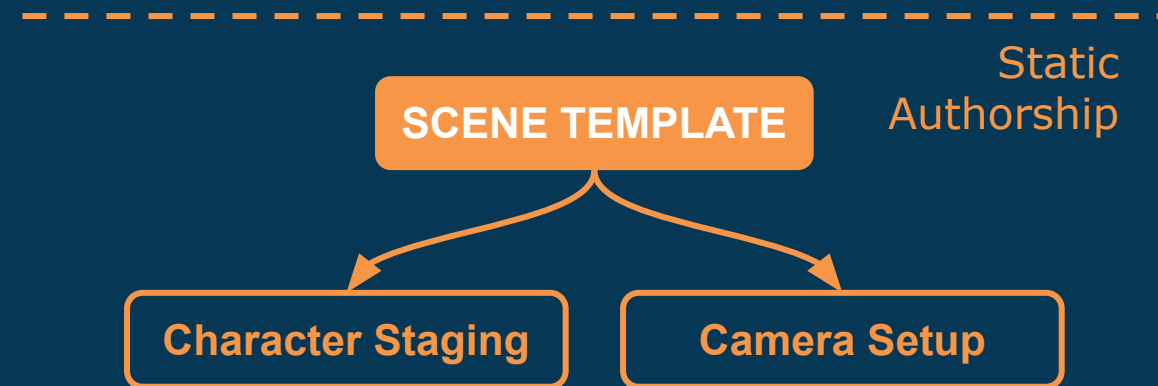 Static
Authorship
SCENE TEMPLATE
Character Staging
Camera Setup